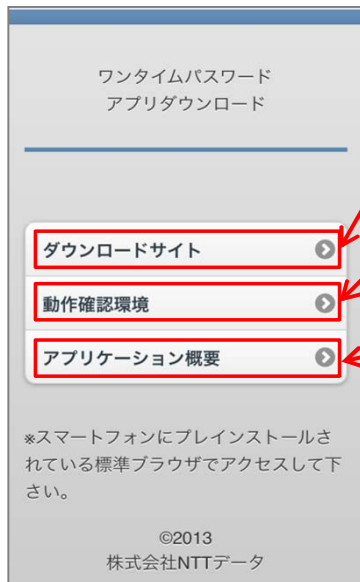 ワンタイムパスワード
アプリダウンロード
ダウンロードサイト
動作確認環境
アプリケーション概要
※スマートフォンにプレインストールさ
れている標準ブラウザでアクセスして下
さい。
©2013
株式会社NTTデータ